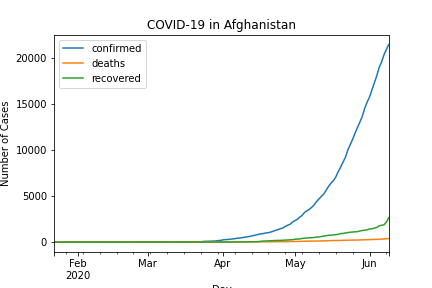 COVID-19 in Afghanistan
confirmed
deaths
recovered
Number of Cases
20000
15000
10000
5000
0
Feb
2020
Mar
Apr
May
Jun